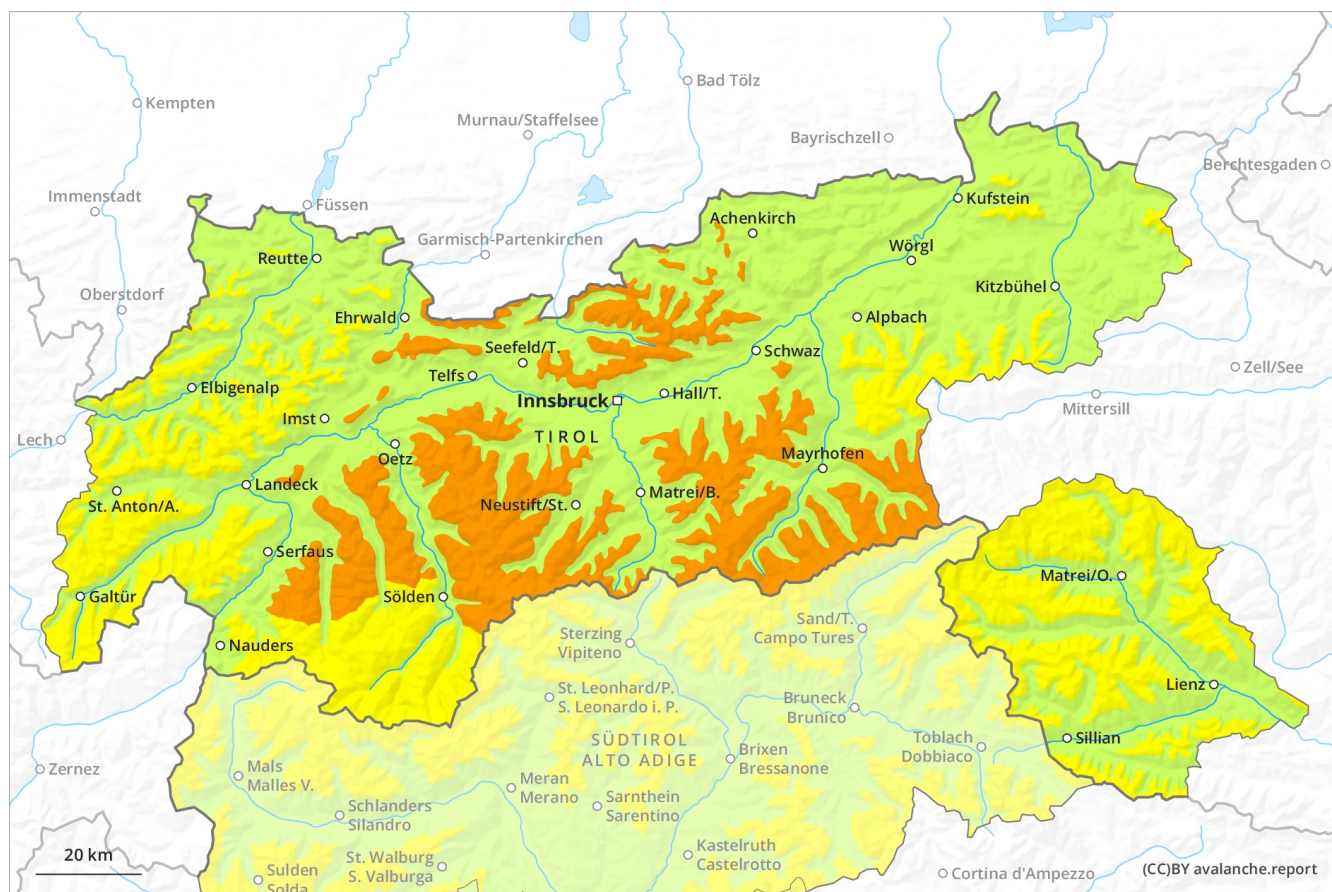 Kempten
Bad Tölz
Murnau/Staffelsee
Bayrischzell
Berchtesgaden
Immenstadt
Füssen
Kufstein
Achenkirch
Garmisch-Partenkirchen
Reutte
Wörgl
Oberstdorf
Kitzbühel
Ehrwald
Alpbach
Seefeld/T.
Schwaz
Zell/See
Telfs
Elbigenalp
Innsbruck
Hall/T.
Mittersill
Imst
Lech
TIROL
Oetz
Mayrhofen
Landeck
Matrei/B.
St. Anton/A.
Neustift/St.
Serfaus
Matrei/O.
Galtür
Sölden
Sterzing
Vipiteno
Sand/T.
Campo Tures
Nauders
Lienz
St. Leonhard/P.
S. Leonardo i. P.
Bruneck
Brunico
SÜDTIROL
ALTO ADIGE
Toblach
Dobbiaco
Sillian
Brixen
Bressanone
Zernez
Mals
Malles V.
Meran
Merano
Sarnthein
Sarentino
Schlanders
Silandro
Kastelruth
Castelrotto
20 km
St. Walburg
S. Valburga
Sulden
Solda
Cortina d'Ampezzo
(CC)BY avalanche.report